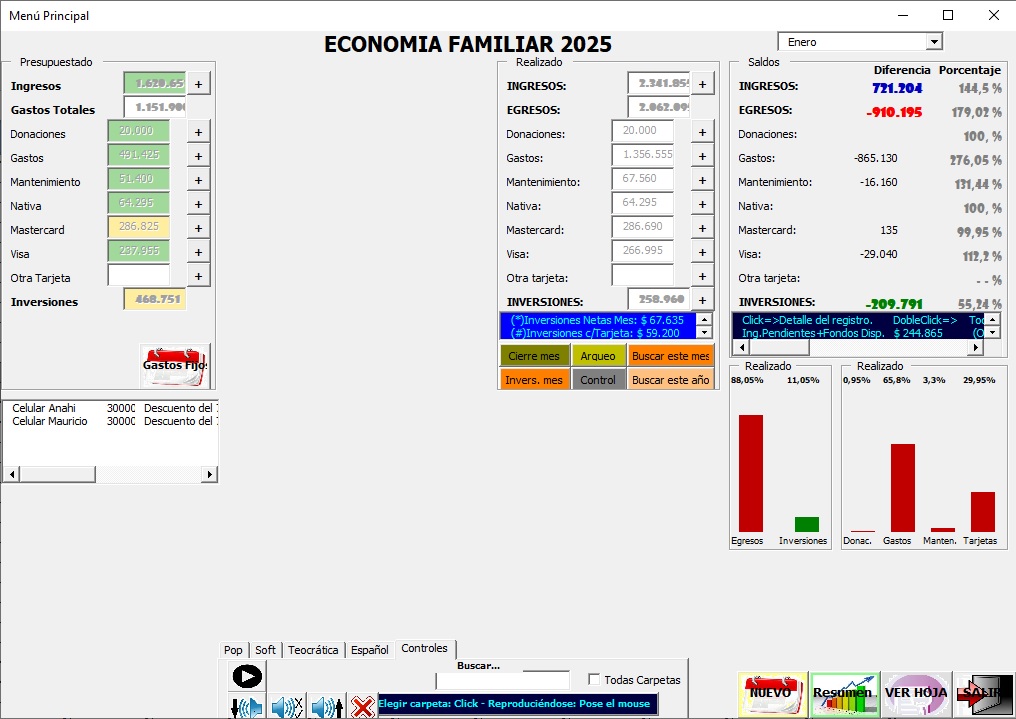 Menú Principal
ECONOMIA FAMILIAR 2025
Enero
Presupuestado
Ingresos 1.620.65 +
Gastos Totales 1.151.900
Donaciones 20.000 +
Gastos 491.425 +
Mantenimiento 51.400 +
Nativa 64.295 +
Mastercard 286.825 +
Visa 237.955 +
Otra Tarjeta +
Inversiones 468.751
Gastos Fijo
Celular Anahi 30000 Descuento del
Celular Mauricio 30000 Descuento del
Realizado
INGRESOS: 2.341.855 +
EGRESOS: 2.062.095
Donaciones: 20.000 +
Gastos: 1.356.555 +
Mantenimiento: 67.560 +
Nativa: 64.295 +
Mastercard: 286.690 +
Visa: 266.995 +
Otra tarjeta: +
INVERSIONES: 258.960 +
(*)Inversiones Netas Mes: $ 67.635
(#)Inversiones c/Tarjeta: $ 59.200
Cierre mes Arqueo Buscar este mes
Invers. mes Control Buscar este año
Saldos
Diferencia Porcentaje
INGRESOS: 721.204 144,5 %
EGRESOS: -910.195 179,02 %
Donaciones: 100, %
Gastos: -865.130 276,05 %
Mantenimiento: -16.160 131,44 %
Nativa: 100, %
Mastercard: 135 99,95 %
Visa: -29.040 112,2 %
Otra tarjeta: - - %
INVERSIONES: -209.791 55,24 %
Click=>Detalle del registro. DobleClick=>
Ing.Pendientes+Fondos Disp. $ 244.865
Realizado
88,05% 11,05%
Egresos Inversiones
Realizado
0,95% 65,8% 3,3% 29,95%
Donac. Gastos Manten. Tarjetas
Pop Soft Teocrática Español Controles
Buscar...
Todas Carpetas
Elegir carpeta: Click - Reproduciéndose: Pose el mouse
NUEVO Resumen VER HOJA SALIR